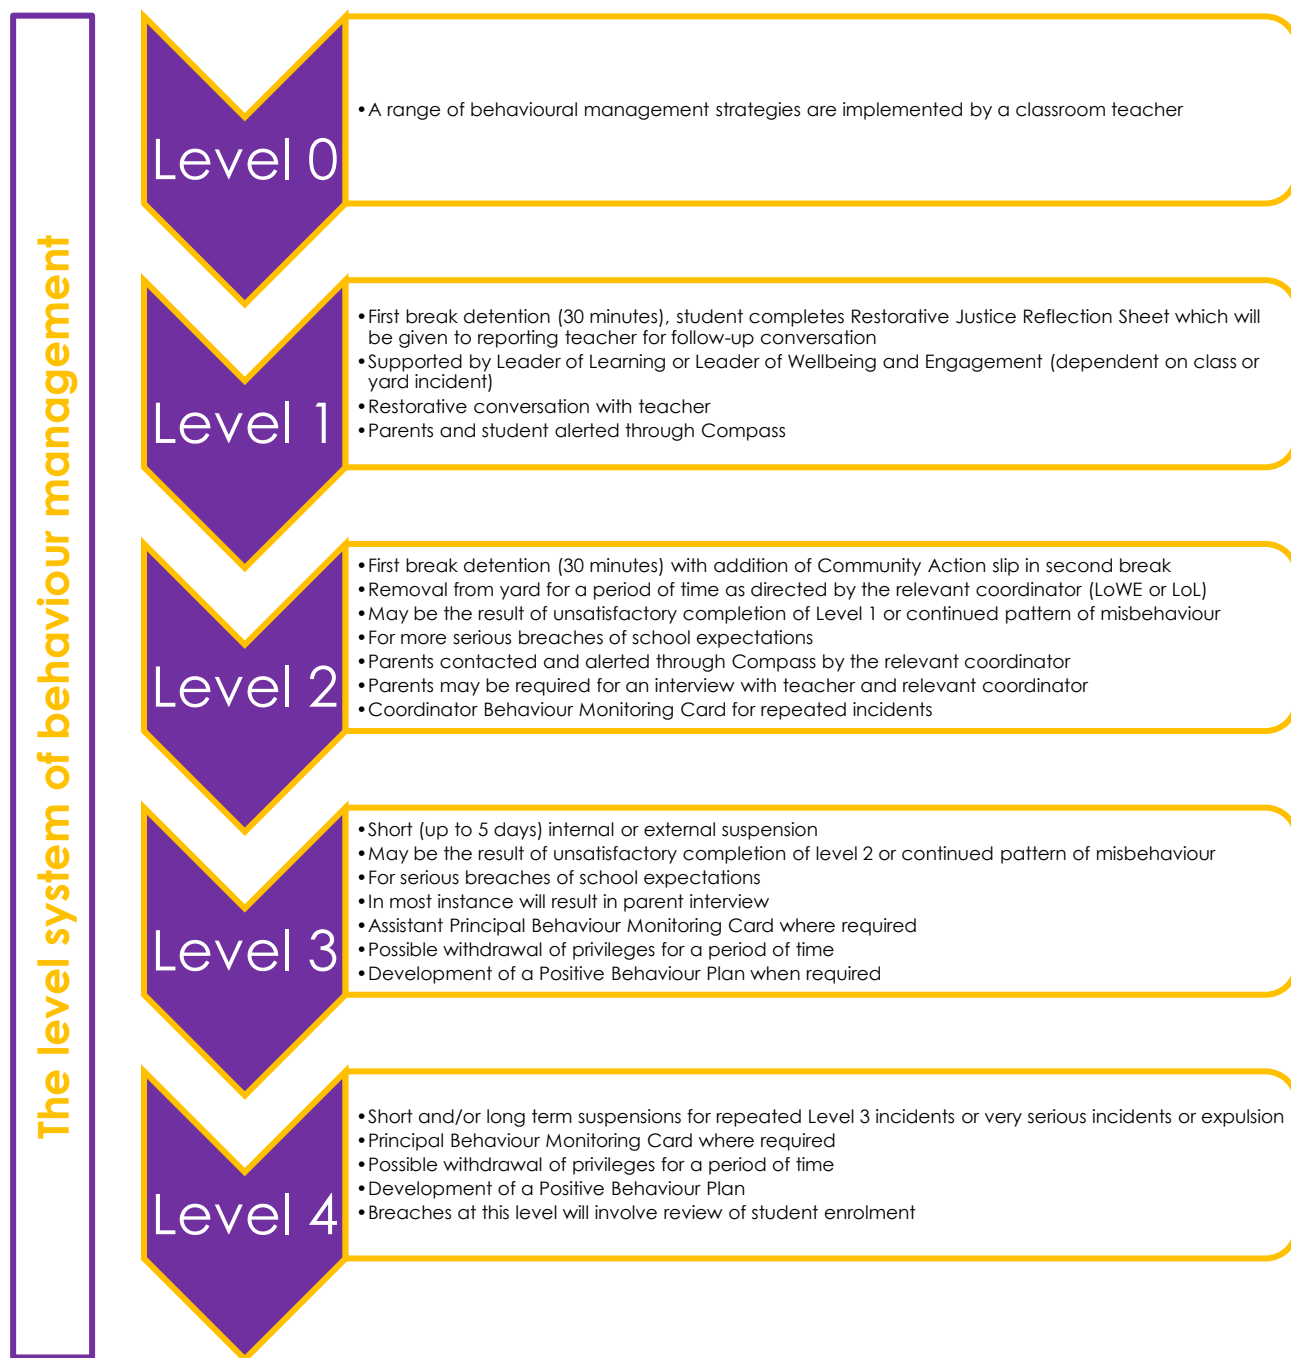 The level system of behaviour management
Level 0
•A range of behavioural management strategies are implemented by a classroom teacher
Level 1
•First break detention (30 minutes), student completes Restorative Justice Reflection Sheet which will
be given to reporting teacher for follow-up conversation
•Supported by Leader of Learning or Leader of Wellbeing and Engagement (dependent on class or
yard incident)
•Restorative conversation with teacher
•Parents and student alerted through Compass
Level 2
•First break detention (30 minutes) with addition of Community Action slip in second break
•Removal from yard for a period of time as directed by the relevant coordinator (LoWE or LoL)
•May be the result of unsatisfactory completion of Level 1 or continued pattern of misbehaviour
•For more serious breaches of school expectations
•Parents contacted and alerted through Compass by the relevant coordinator
•Parents may be required for an interview with teacher and relevant coordinator
•Coordinator Behaviour Monitoring Card for repeated incidents
Level 3
•Short (up to 5 days) internal or external suspension
•May be the result of unsatisfactory completion of level 2 or continued pattern of misbehaviour
•For serious breaches of school expectations
•In most instance will result in parent interview
•Assistant Principal Behaviour Monitoring Card where required
•Possible withdrawal of privileges for a period of time
•Development of a Positive Behaviour Plan when required
Level 4
•Short and/or long term suspensions for repeated Level 3 incidents or very serious incidents or expulsion
•Principal Behaviour Monitoring Card where required
•Possible withdrawal of privileges for a period of time
•Development of a Positive Behaviour Plan
•Breaches at this level will involve review of student enrolment